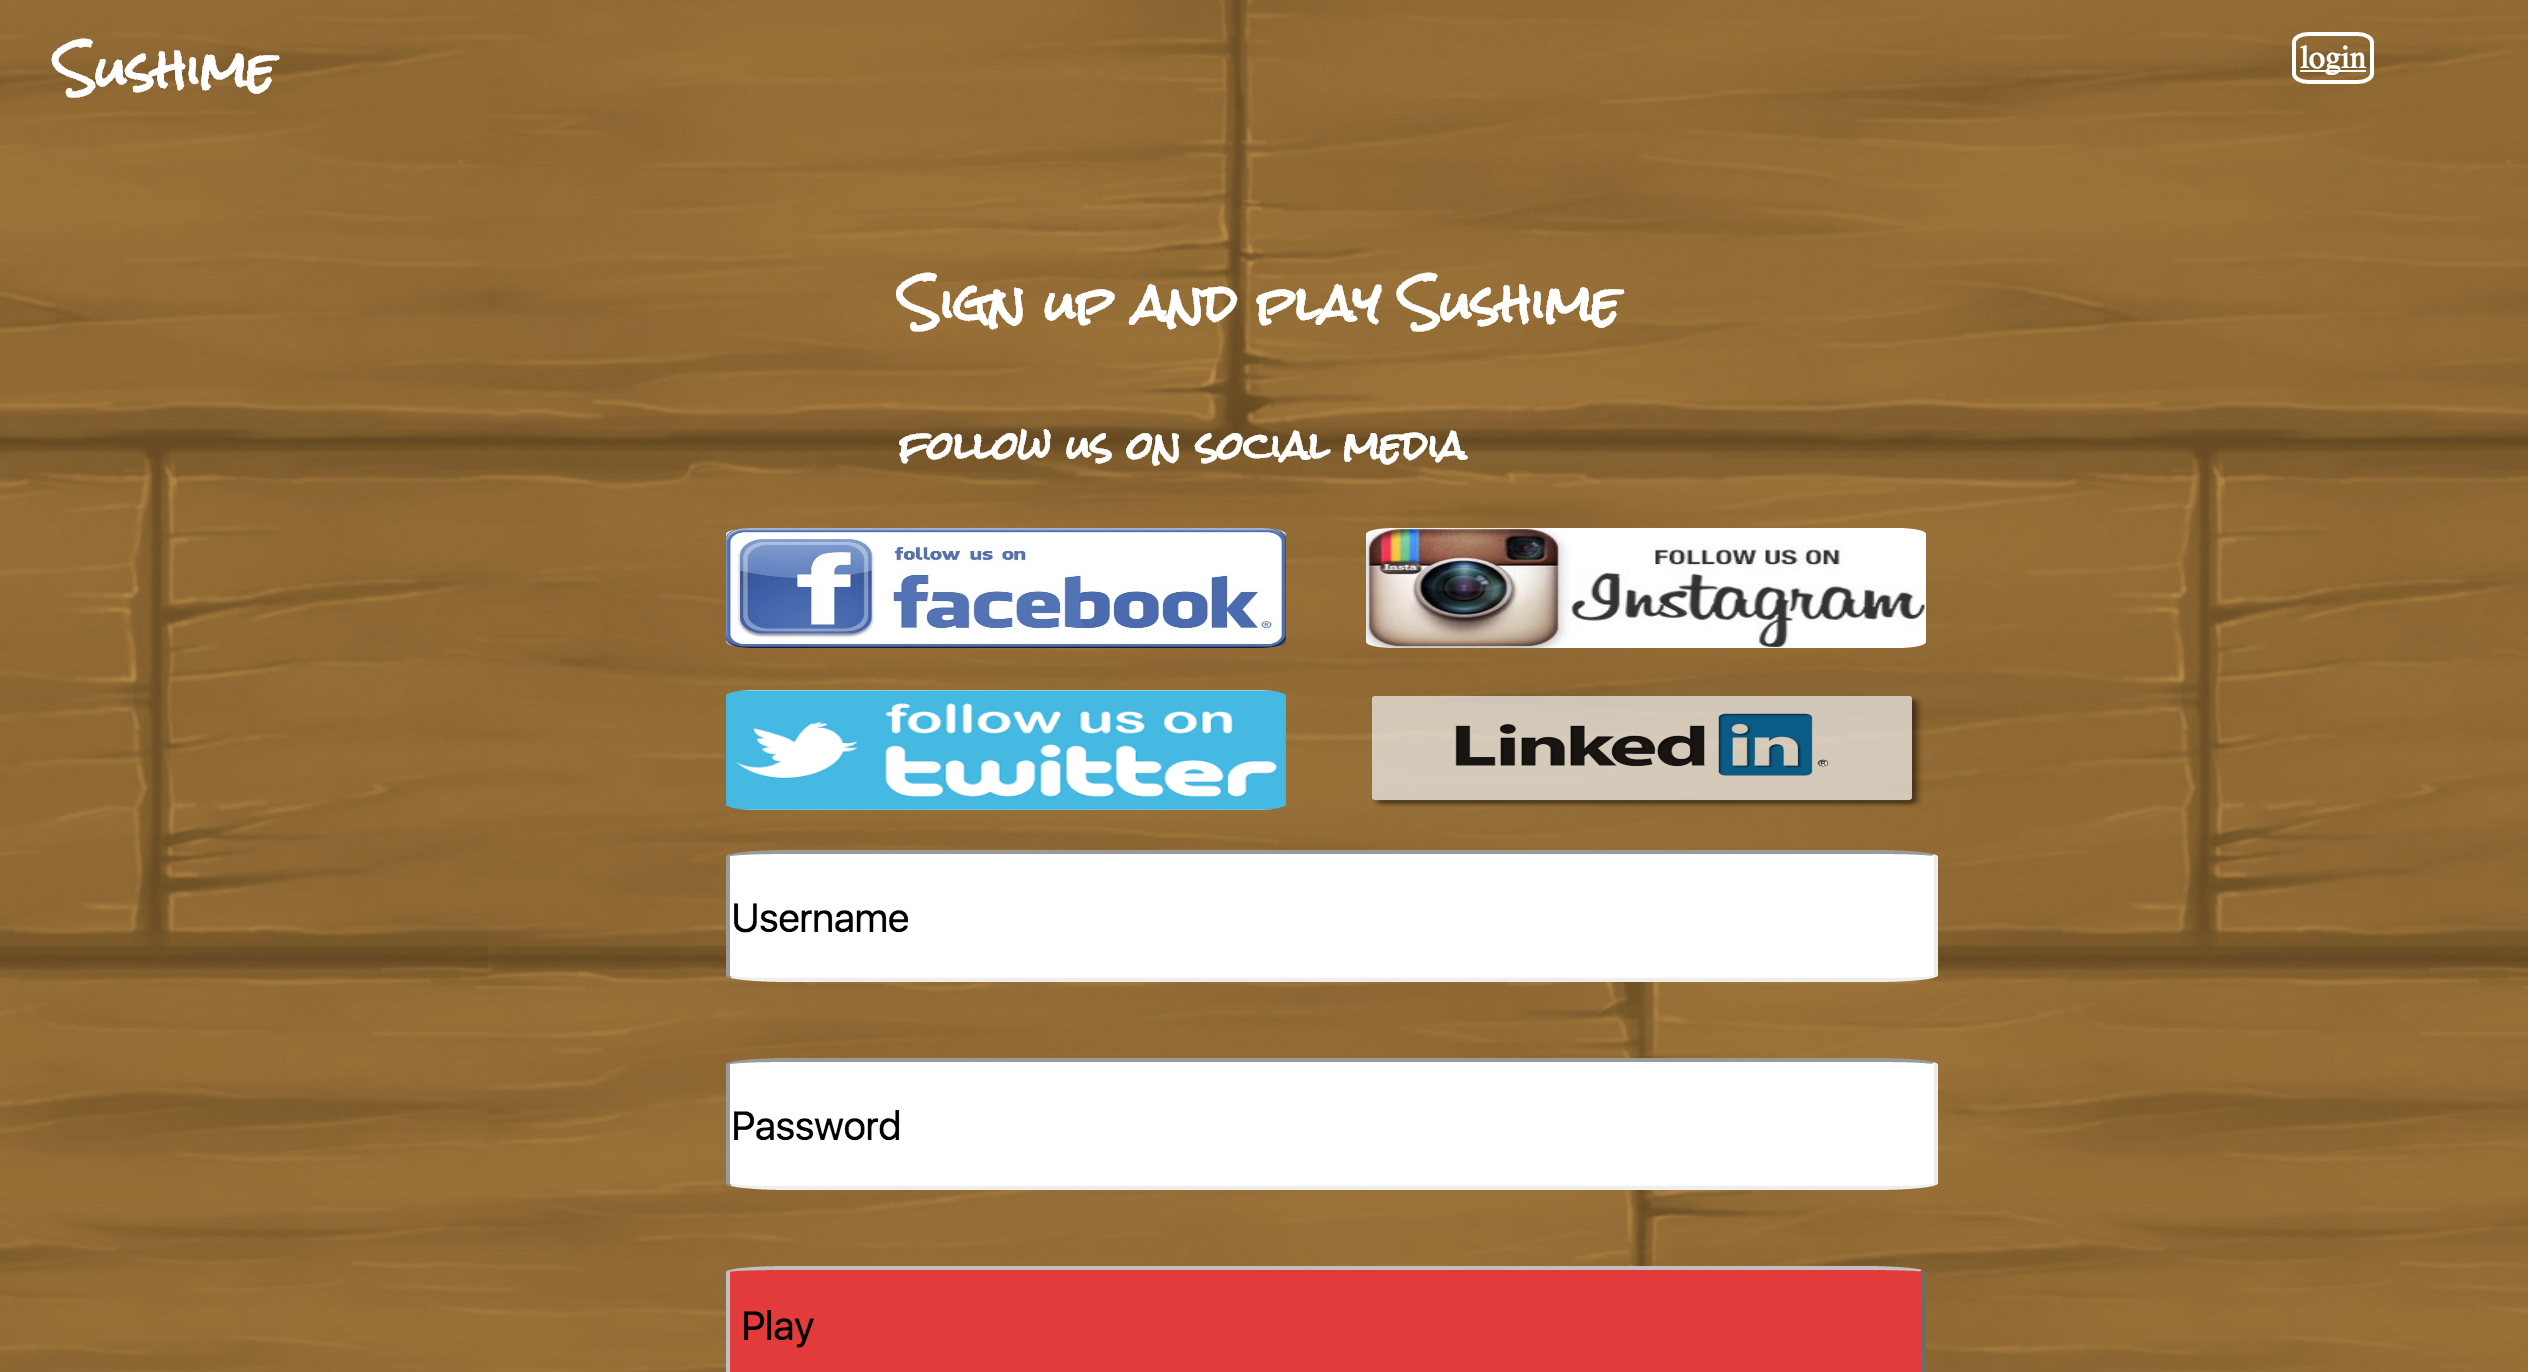 Sushime
login
Sign up and play Sushime
follow us on social media
follow us on
facebook®
Insta
FOLLOW US ON
Instagram
follow us on
twitter
Linked in®
Username
Password
Play